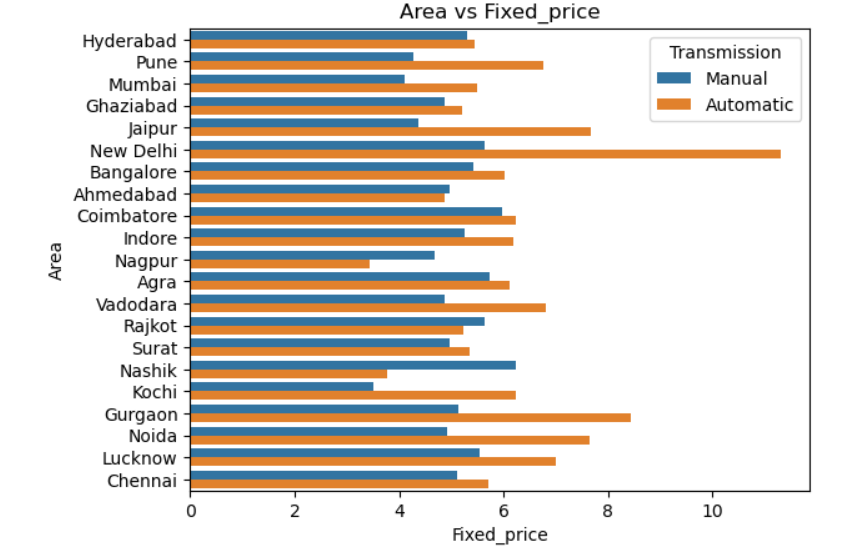 Area vs Fixed_price
Transmission
Manual
Automatic
Area
Hyderabad
Pune
Mumbai
Ghaziabad
Jaipur
New Delhi
Bangalore
Ahmedabad
Coimbatore
Indore
Nagpur
Agra
Vadodara
Rajkot
Surat
Nashik
Kochi
Gurgaon
Noida
Lucknow
Chennai
0 2 4 6 8 10
Fixed_price